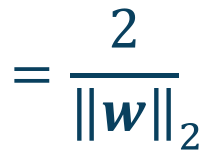 = 2 / ‖w‖₂